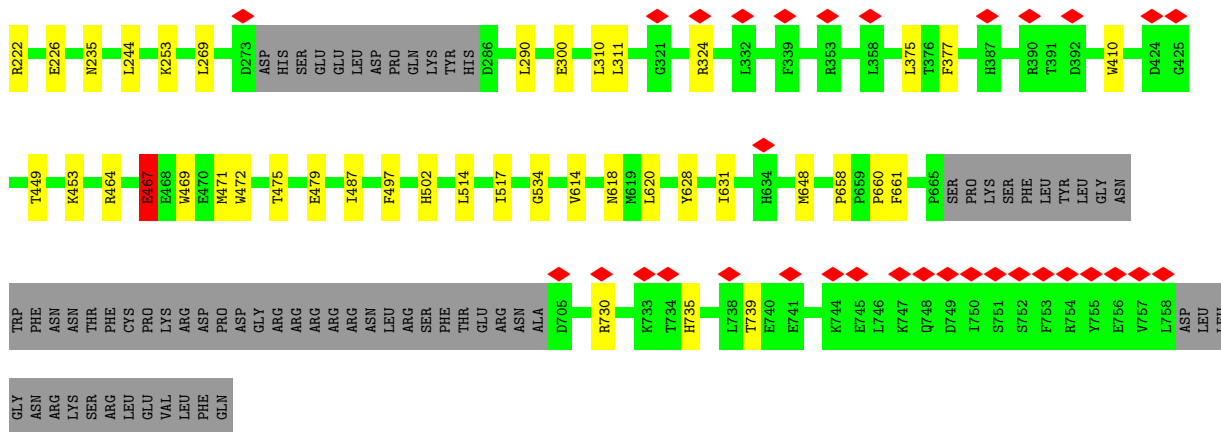 R222 E226 N235 L244 K253 L269 D273 ASP HIS SER GLU GLU LEU ASP PRO GLN LYS TYR HIS D286 L290 E300 L310 L311 G321 R324 L332 F339 R353 L358 L375 T376 F377 H387 R390 T391 D392 W410 D424 G425
T449 K453 R464 E467 E468 W469 E470 M471 W472 T475 E479 I487 F497 H502 L514 I517 G534 V614 N618 M619 L620 Y628 I631 H634 M648 P658 P659 P660 F661 P665 SER PRO LYS SER PHE LEU TYR LEU GLY ASN
TRP PHE ASN ASN THR PHE CYS PRO LYS ARG ASP PRO ASP GLY ARG ARG ARG ARG ARG ASN LEU ARG SER PHE THR GLU ARG ASN ALA D705 R730 K733 T734 H735 L738 T739 E740 E741 K744 E745 L746 K747 Q748 D749 I750 S751 S752 F753 R754 Y755 E756 V757 L758 ASP LEU LEU
GLY ASN ARG LYS SER ARG LEU GLU VAL LEU PHE GLN